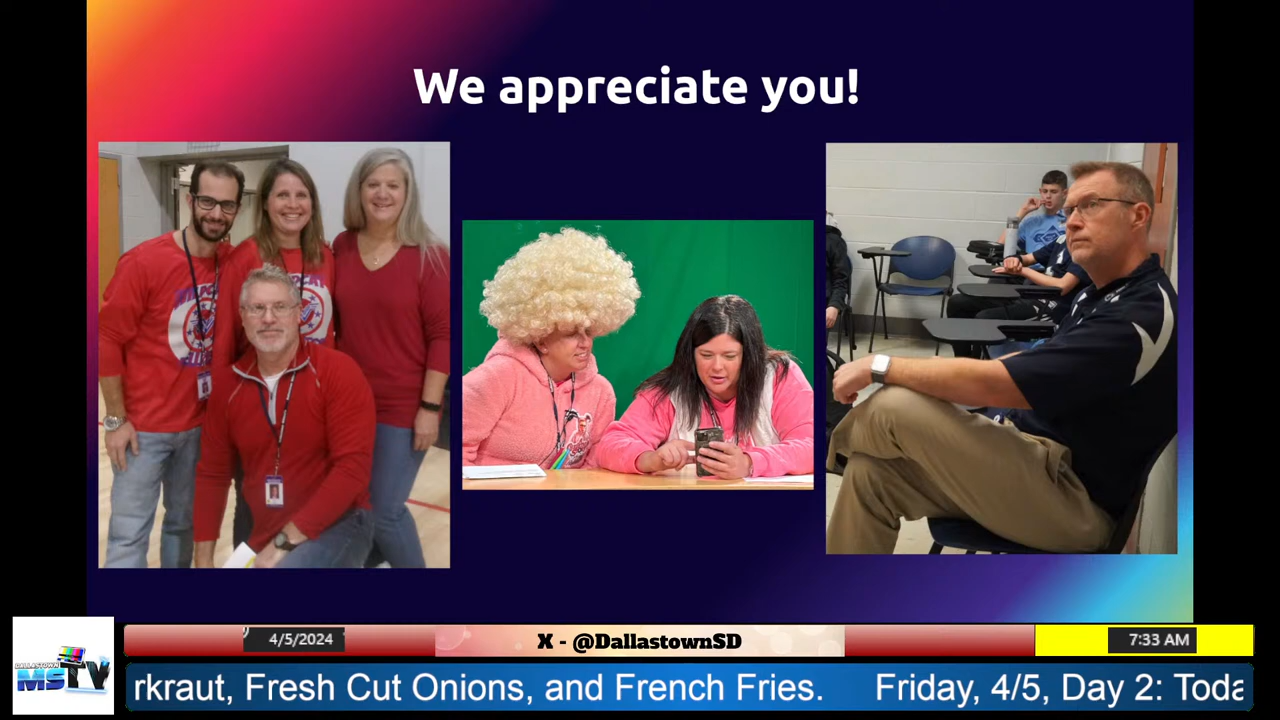 We appreciate you!
4/5/2024
X - @DallastownSD
7:33 AM
DALLASTOWN
MSTV
rkraut, Fresh Cut Onions, and French Fries.
Friday, 4/5, Day 2: Toda